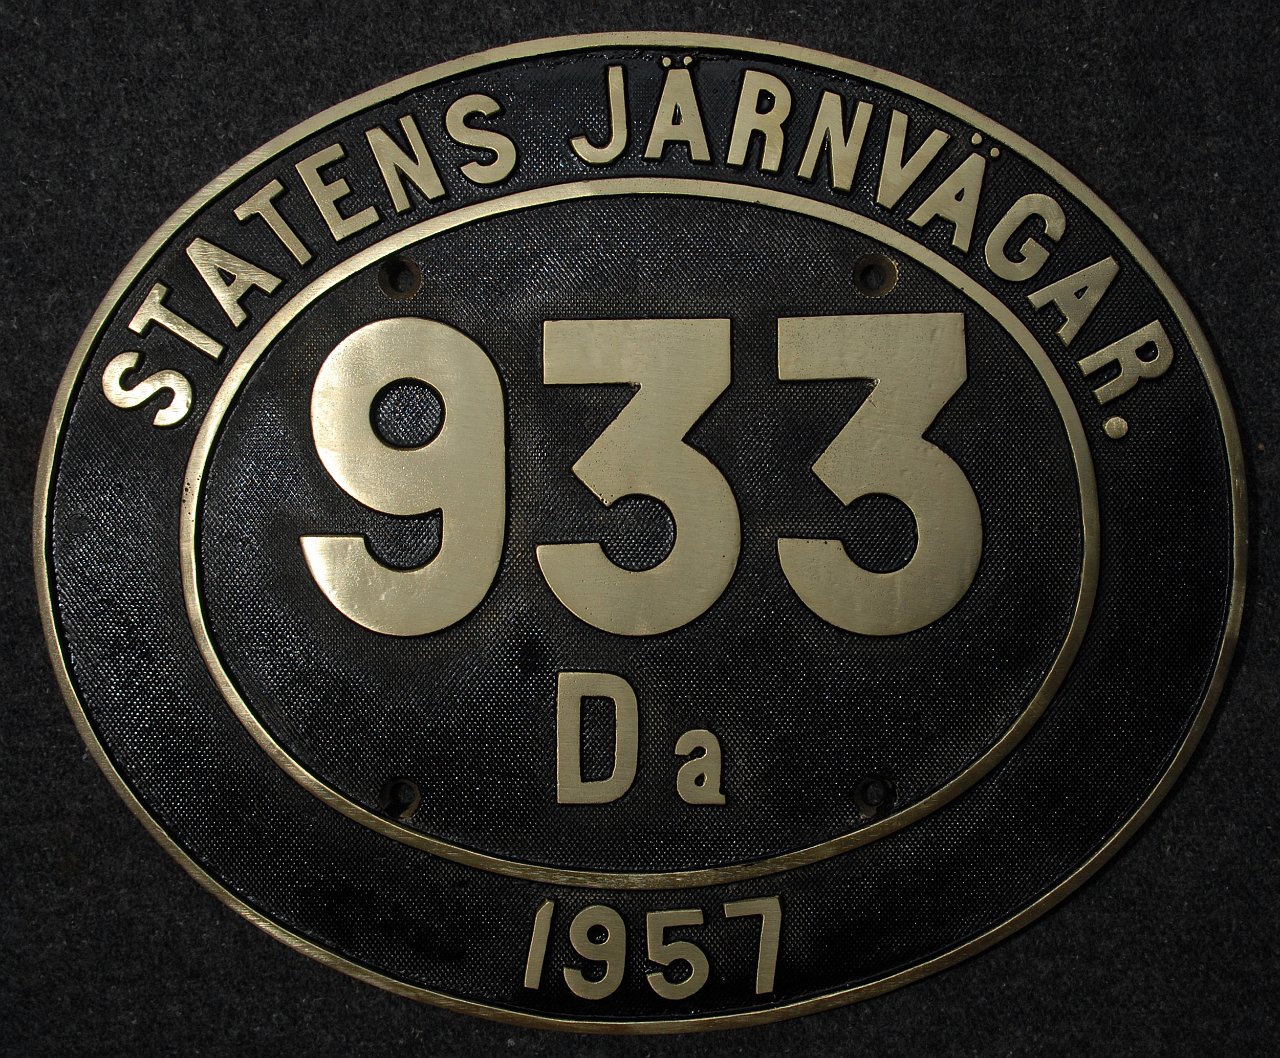 STATENS JÄRNVÄGAR.
933
Da
1957